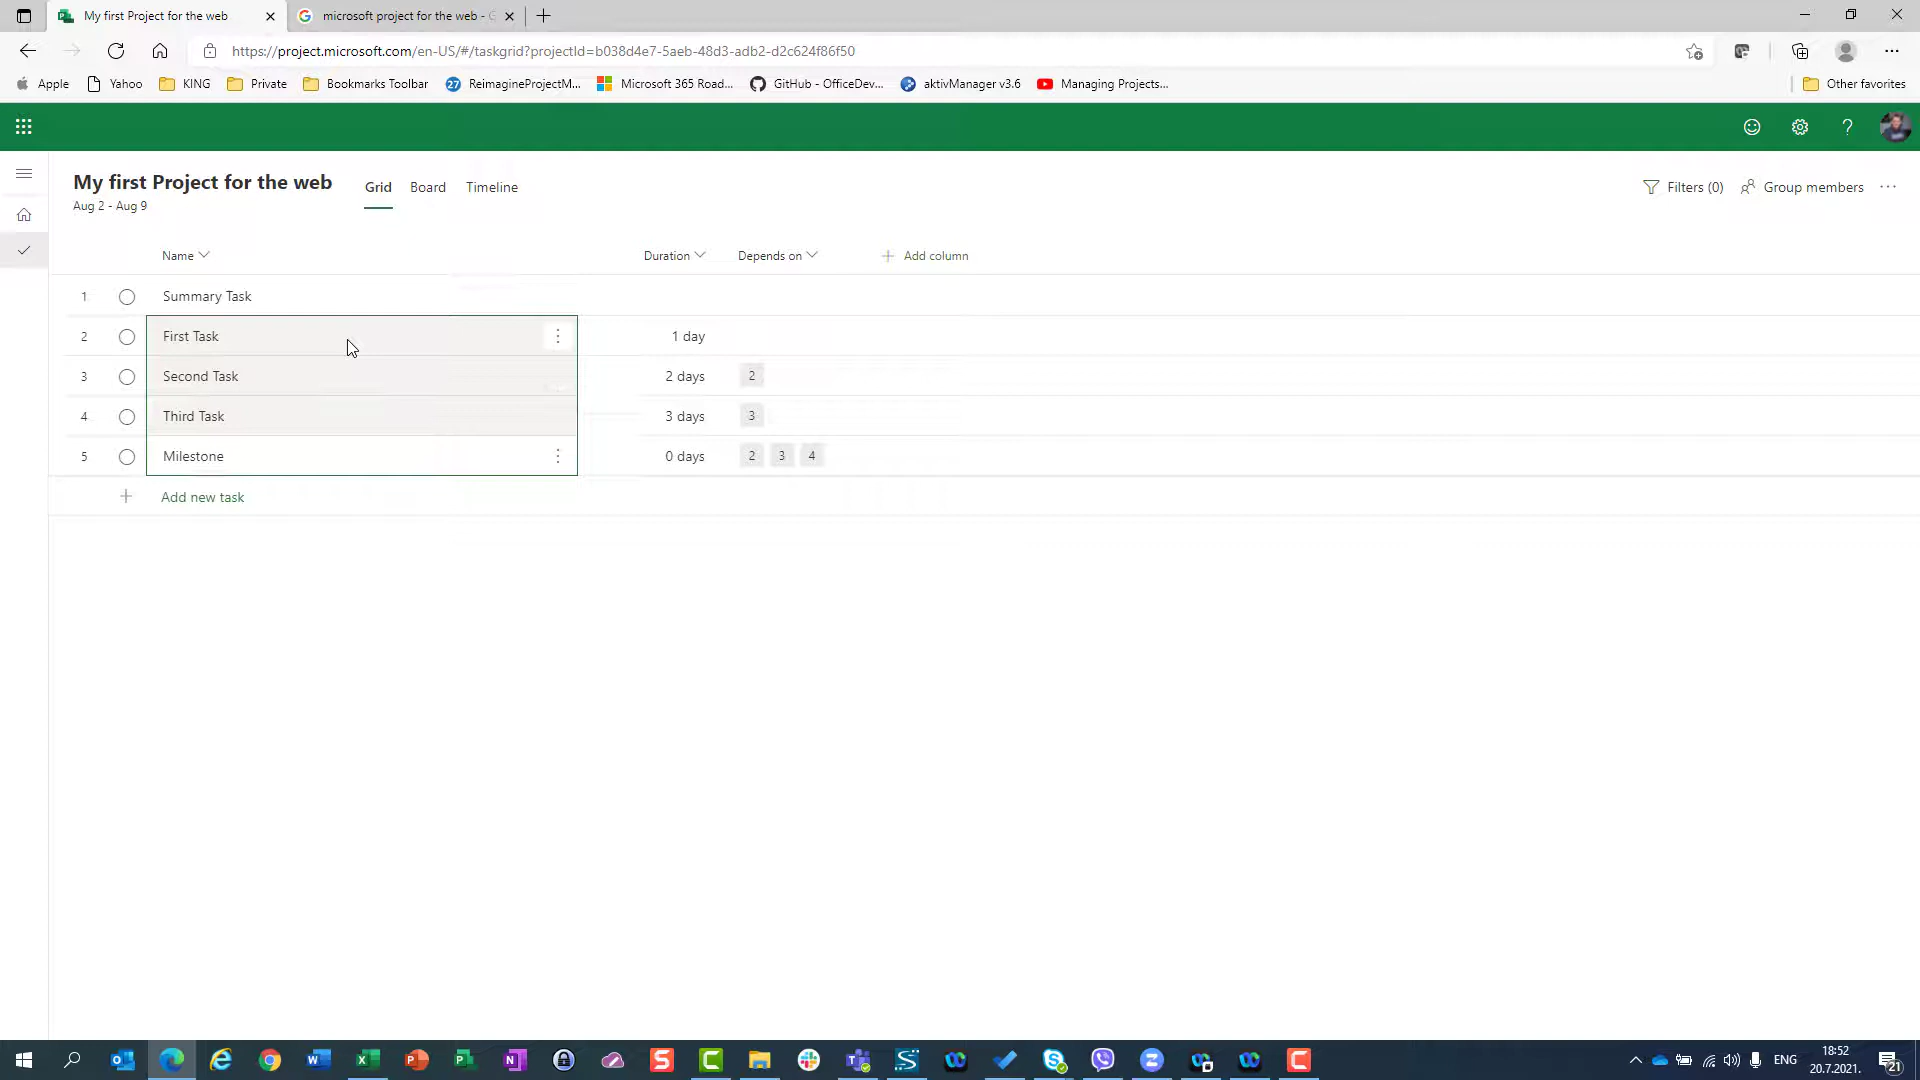 My first Project for the web
microsoft project for the web - G
https://project.microsoft.com/en-US/#/taskgrid?projectId=b038d4e7-5aeb-48d3-adb2-d2c624f86f50
Apple Yahoo KING Private Bookmarks Toolbar 27 ReimagineProjectM... Microsoft 365 Road... GitHub - OfficeDev... aktivManager v3.6 Managing Projects... Other favorites
My first Project for the web Grid Board Timeline Filters (0) Group members
Aug 2 - Aug 9
Name Duration Depends on Add column
1 Summary Task
2 First Task 1 day
3 Second Task 2 days 2
4 Third Task 3 days 3
5 Milestone 0 days 2 3 4
Add new task
ENG
18:52
20.7.2021.
21